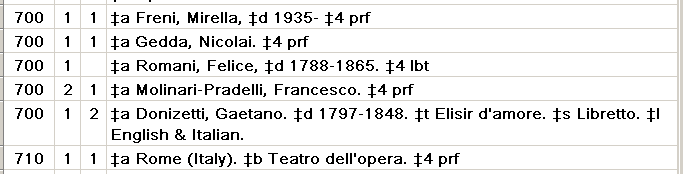 700 1 1 ‡a Freni, Mirella, ‡d 1935- ‡4 prf
700 1 1 ‡a Gedda, Nicolai. ‡4 prf
700 1 ‡a Romani, Felice, ‡d 1788-1865. ‡4 lbt
700 2 1 ‡a Molinari-Pradelli, Francesco. ‡4 prf
700 1 2 ‡a Donizetti, Gaetano. ‡d 1797-1848. ‡t Elisir d'amore. ‡s Libretto. ‡l
English & Italian.
710 1 1 ‡a Rome (Italy). ‡b Teatro dell'opera. ‡4 prf